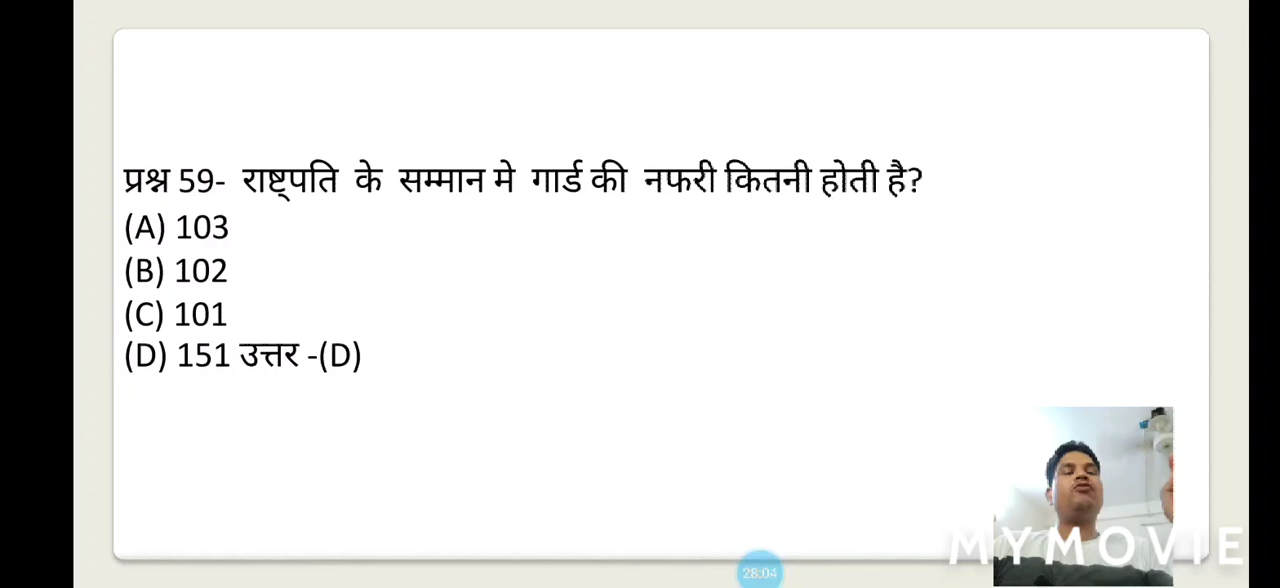 प्रश्न 59- राष्ट्पति के सम्मान मे गार्ड की नफरी कितनी होती है?
(A) 103
(B) 102
(C) 101
(D) 151 उत्तर -(D)
MYMOVIE
28:04